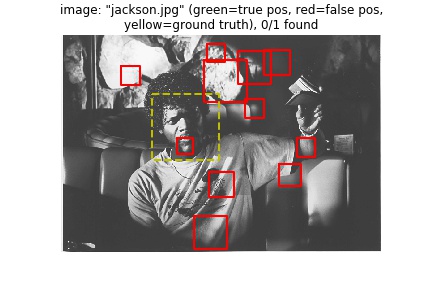 image: "jackson.jpg" (green=true pos, red=false pos,
yellow=ground truth), 0/1 found